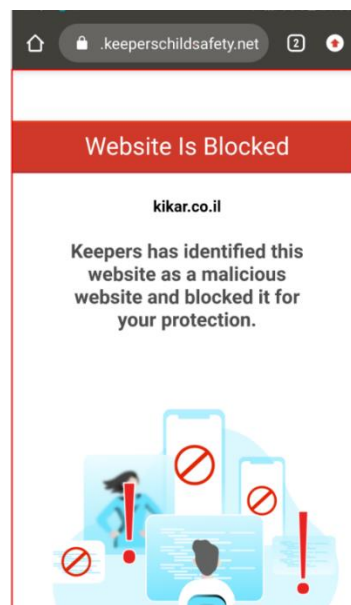 .keeperschildsafety.net
2
Website Is Blocked
kikar.co.il
Keepers has identified this
website as a malicious
website and blocked it for
your protection.